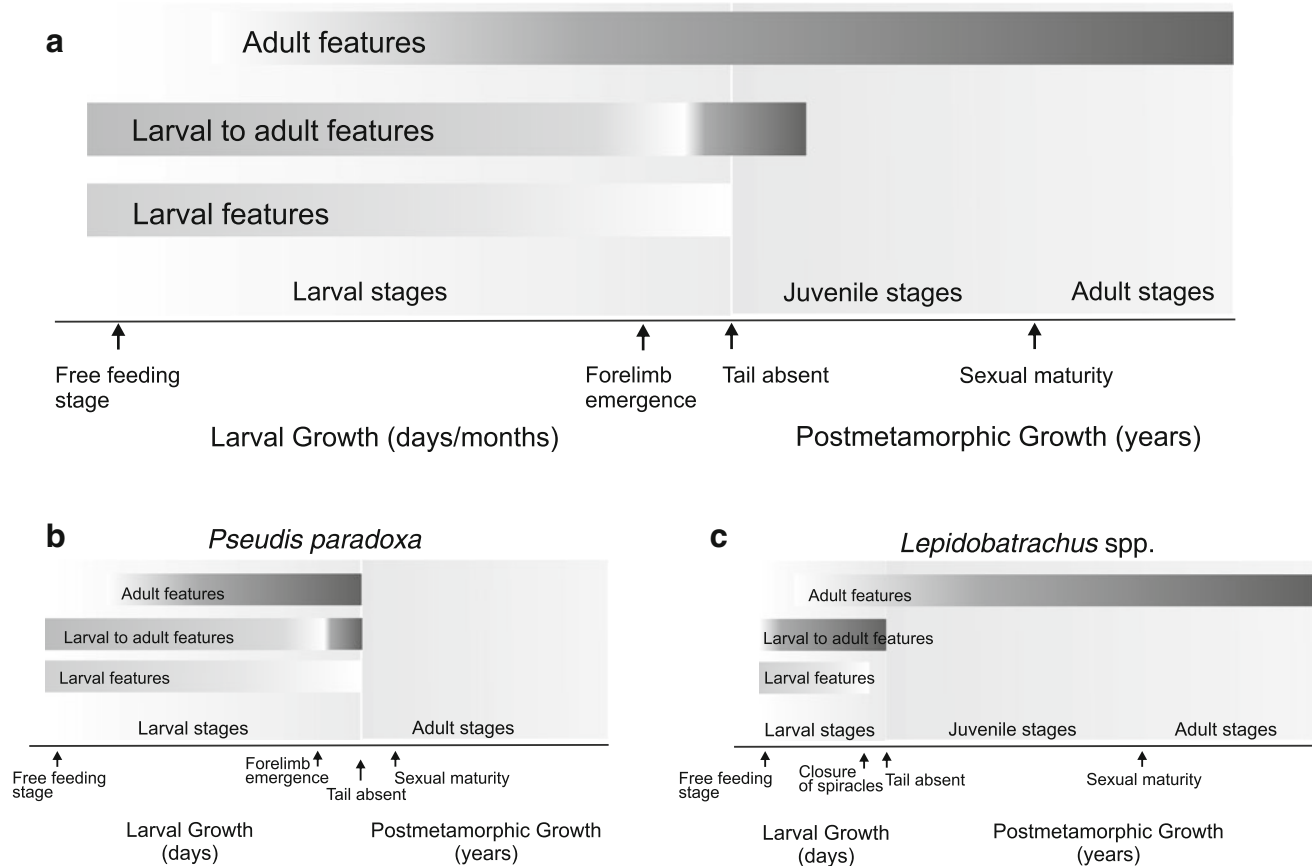 a
Adult features
Larval to adult features
Larval features
Larval stages
Juvenile stages
Adult stages
Free feeding
stage
Forelimb
emergence
Tail absent
Sexual maturity
Larval Growth (days/months)
Postmetamorphic Growth (years)
b
Pseudis paradoxa
Adult features
Larval to adult features
Larval features
Larval stages
Adult stages
Free feeding
stage
Forelimb
emergence
Tail absent
Sexual maturity
Larval Growth
(days)
Postmetamorphic Growth
(years)
c
Lepidobatrachus spp.
Adult features
Larval to adult features
Larval features
Larval stages
Juvenile stages
Adult stages
Free feeding
stage
Closure
of spiracles
Tail absent
Sexual maturity
Larval Growth
(days)
Postmetamorphic Growth
(years)